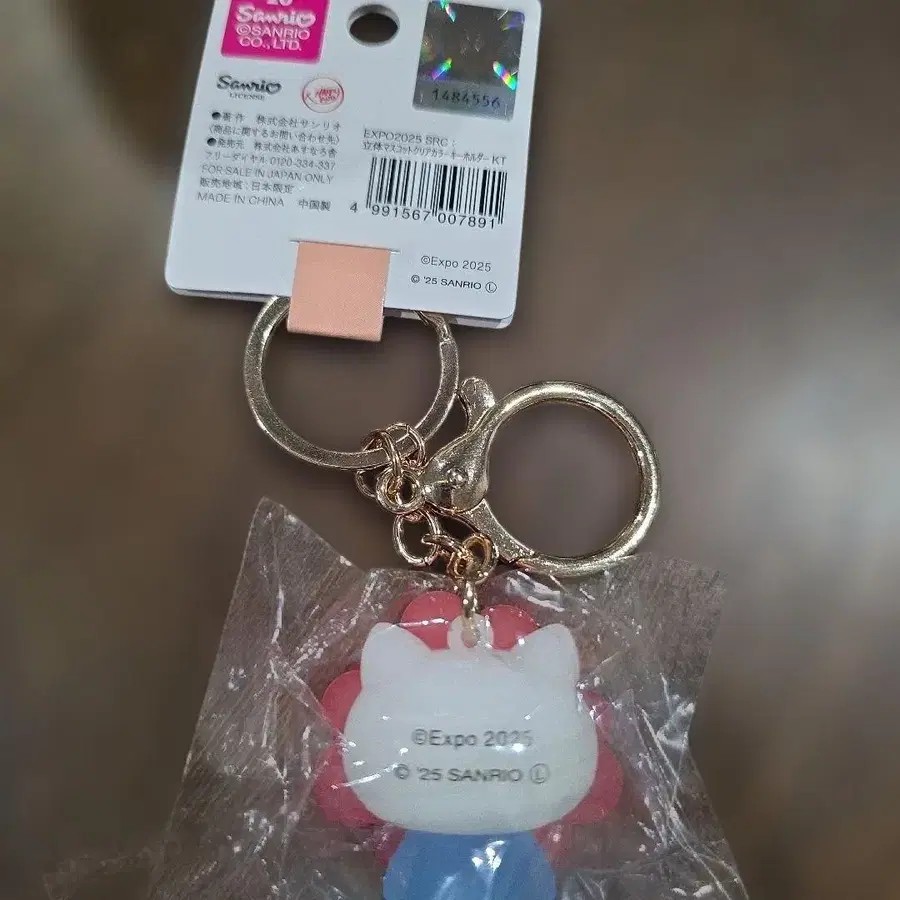 Sanrio
©SANRIO
CO., LTD.
1484556
Sanrio
LICENSE
●著作 株式会社サンリオ
〈商品に関するお問い合わせ先〉
●発売元 株式会社あすなろ舎
フリーダイヤル 0120-334-337
FOR SALE IN JAPAN ONLY
販売地域:日本限定
MADE IN CHINA 中国製
EXPO2025 SRC:
立体マスコットクリアカラーキーホルダー KT
4 991567 007891
©Expo 2025
© '25 SANRIO Ⓛ
©Expo 2025
© '25 SANRIO Ⓛ